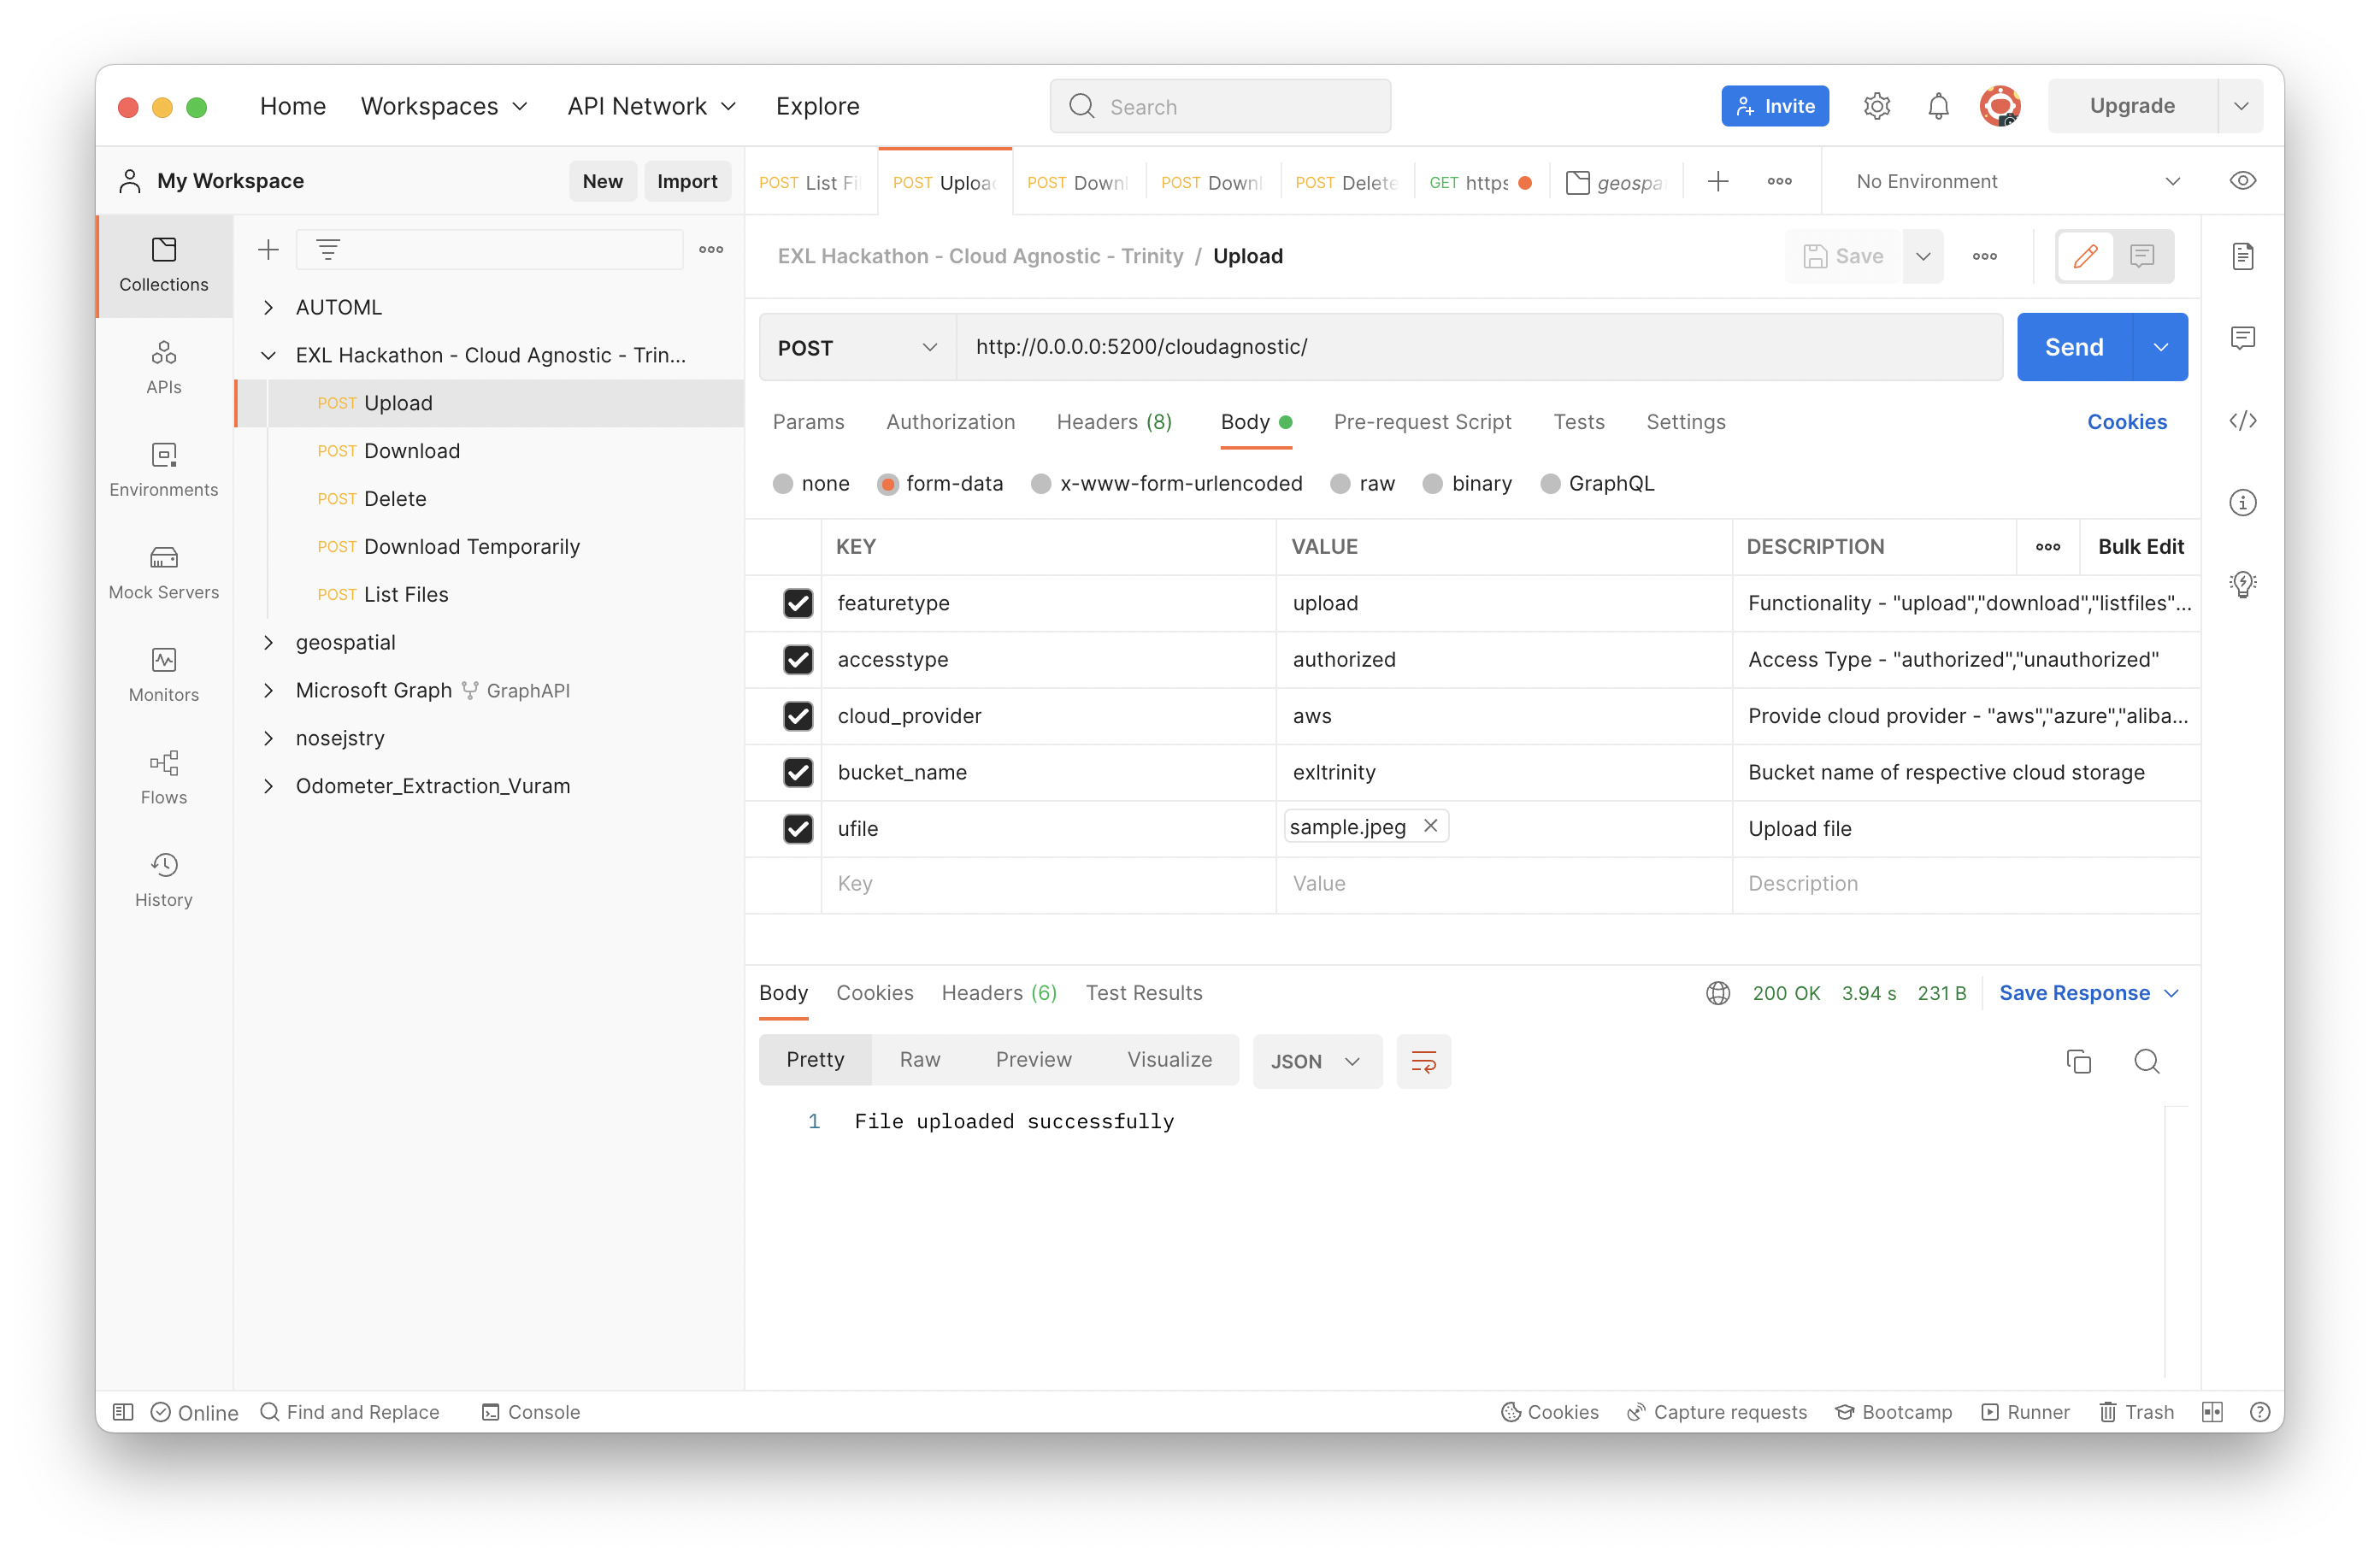 Home Workspaces API Network Explore Search Invite Upgrade
My Workspace New Import
POST List Fi POST Uploa POST Downl POST Downl POST Delete GET https geospa No Environment
Collections
APIs
Environments
Mock Servers
Monitors
Flows
History
AUTOML
EXL Hackathon - Cloud Agnostic - Trin...
POST Upload
POST Download
POST Delete
POST Download Temporarily
POST List Files
geospatial
Microsoft Graph GraphAPI
nosejstry
Odometer_Extraction_Vuram
EXL Hackathon - Cloud Agnostic - Trinity / Upload Save
POST http://0.0.0.0:5200/cloudagnostic/ Send
Params Authorization Headers (8) Body Pre-request Script Tests Settings Cookies
none form-data x-www-form-urlencoded raw binary GraphQL
KEY VALUE DESCRIPTION Bulk Edit
featuretype upload Functionality - "upload","download","listfiles"...
accesstype authorized Access Type - "authorized","unauthorized"
cloud_provider aws Provide cloud provider - "aws","azure","aliba...
bucket_name exltrinity Bucket name of respective cloud storage
ufile sample.jpeg Upload file
Key Value Description
Body Cookies Headers (6) Test Results 200 OK 3.94 s 231 B Save Response
Pretty Raw Preview Visualize JSON
1 File uploaded successfully
Online Find and Replace Console Cookies Capture requests Bootcamp Runner Trash